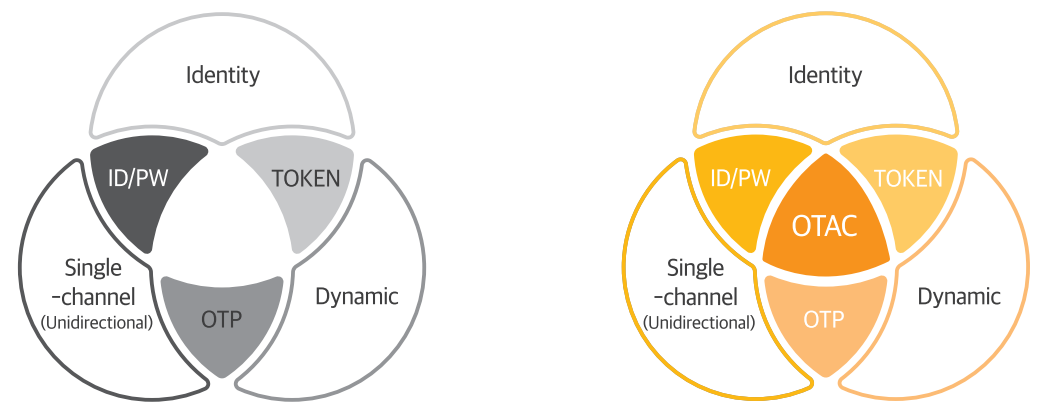 Identity
ID/PW
TOKEN
Single
-channel
(Unidirectional)
Dynamic
OTP
Identity
ID/PW
TOKEN
OTAC
Single
-channel
(Unidirectional)
Dynamic
OTP